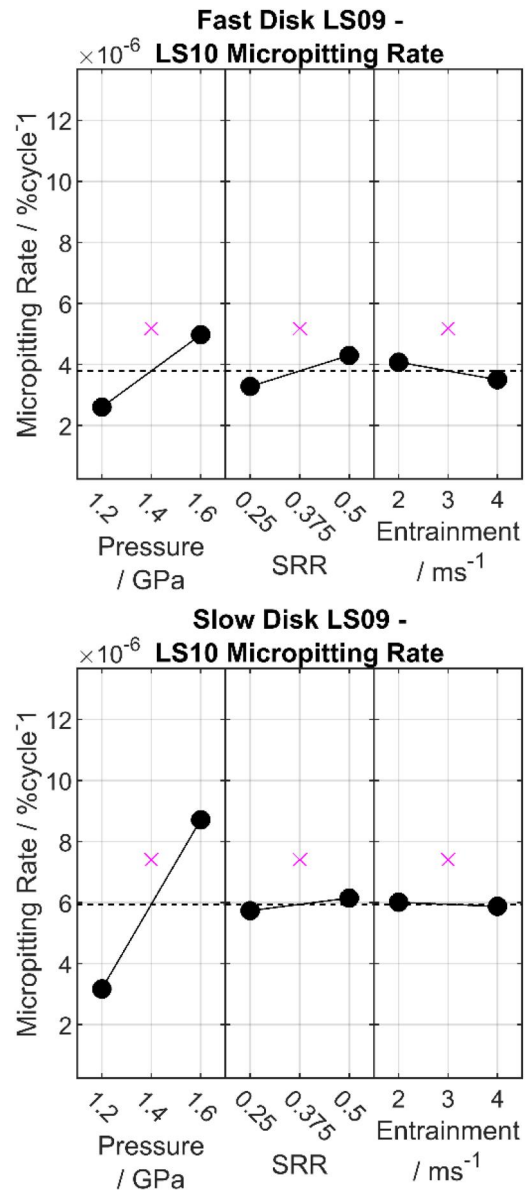 Fast Disk LS09 -
LS10 Micropitting Rate
×10⁻⁶
12
10
8
6
4
2
Micropitting Rate / %cycle⁻1
1.2 1.4 1.6 0.25 0.375 0.5 2 3 4
Pressure
/ GPa
SRR
Entrainment
/ ms⁻¹
Slow Disk LS09 -
LS10 Micropitting Rate
×10⁻⁶
12
10
8
6
4
2
Micropitting Rate / %cycle⁻1
1.2 1.4 1.6 0.25 0.375 0.5 2 3 4
Pressure
/ GPa
SRR
Entrainment
/ ms⁻¹